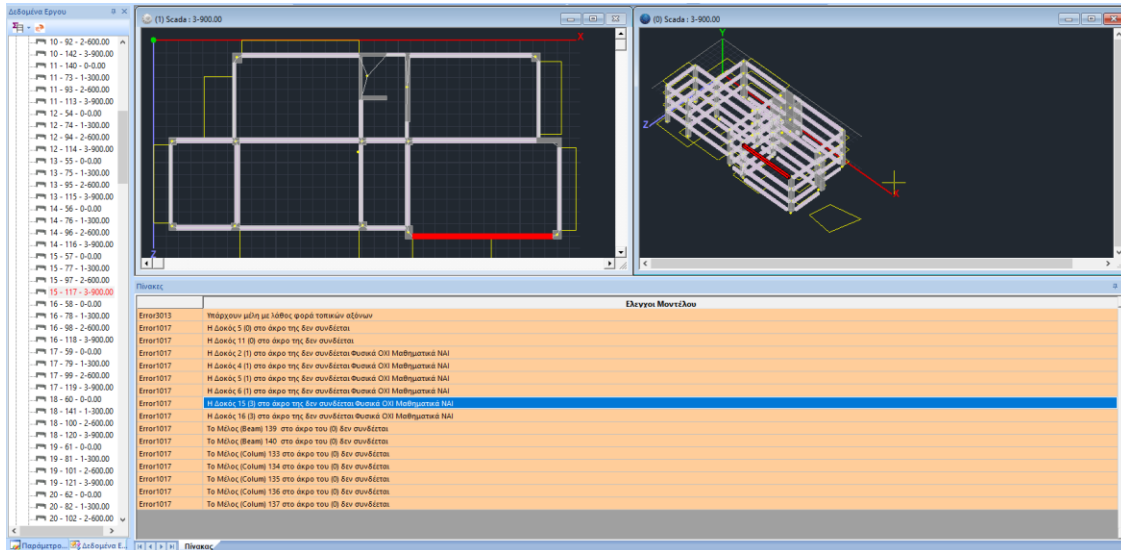 Δεδομένα Εργου
10 - 92 - 2-600.00
10 - 142 - 3-900.00
11 - 140 - 0-0.00
11 - 73 - 1-300.00
11 - 93 - 2-600.00
11 - 113 - 3-900.00
12 - 54 - 0-0.00
12 - 74 - 1-300.00
12 - 94 - 2-600.00
12 - 114 - 3-900.00
13 - 55 - 0-0.00
13 - 75 - 1-300.00
13 - 95 - 2-600.00
13 - 115 - 3-900.00
14 - 56 - 0-0.00
14 - 76 - 1-300.00
14 - 96 - 2-600.00
14 - 116 - 3-900.00
15 - 57 - 0-0.00
15 - 77 - 1-300.00
15 - 97 - 2-600.00
15 - 117 - 3-900.00
16 - 58 - 0-0.00
16 - 78 - 1-300.00
16 - 98 - 2-600.00
16 - 118 - 3-900.00
17 - 59 - 0-0.00
17 - 79 - 1-300.00
17 - 99 - 2-600.00
17 - 119 - 3-900.00
18 - 60 - 0-0.00
18 - 141 - 1-300.00
18 - 100 - 2-600.00
18 - 120 - 3-900.00
19 - 61 - 0-0.00
19 - 81 - 1-300.00
19 - 101 - 2-600.00
19 - 121 - 3-900.00
20 - 62 - 0-0.00
20 - 82 - 1-300.00
20 - 102 - 2-600.00
Παράμετρο... Δεδομένα Ε...
(1) Scada : 3-900.00
X
Z
(0) Scada : 3-900.00
Y
Z
X
Πίνακες
Ελεγχοι Μοντέλου
Error3013 Υπάρχουν μέλη με λάθος φορά τοπικών αξόνων
Error1017 Η Δοκός 5 (0) στο άκρο της δεν συνδέεται
Error1017 Η Δοκός 11 (0) στο άκρο της δεν συνδέεται
Error1017 Η Δοκός 2 (1) στο άκρο της δεν συνδέεται Φυσικά ΟΧΙ Μαθηματικά ΝΑΙ
Error1017 Η Δοκός 4 (1) στο άκρο της δεν συνδέεται Φυσικά ΟΧΙ Μαθηματικά ΝΑΙ
Error1017 Η Δοκός 5 (1) στο άκρο της δεν συνδέεται Φυσικά ΟΧΙ Μαθηματικά ΝΑΙ
Error1017 Η Δοκός 6 (1) στο άκρο της δεν συνδέεται Φυσικά ΟΧΙ Μαθηματικά ΝΑΙ
Error1017 Η Δοκός 15 (3) στο άκρο της δεν συνδέεται Φυσικά ΟΧΙ Μαθηματικά ΝΑΙ
Error1017 Η Δοκός 16 (3) στο άκρο της δεν συνδέεται Φυσικά ΟΧΙ Μαθηματικά ΝΑΙ
Error1017 Το Μέλος (Beam) 139 στο άκρο του (0) δεν συνδέεται
Error1017 Το Μέλος (Beam) 140 στο άκρο του (0) δεν συνδέεται
Error1017 Το Μέλος (Colum) 133 στο άκρο του (0) δεν συνδέεται
Error1017 Το Μέλος (Colum) 134 στο άκρο του (0) δεν συνδέεται
Error1017 Το Μέλος (Colum) 135 στο άκρο του (0) δεν συνδέεται
Error1017 Το Μέλος (Colum) 136 στο άκρο του (0) δεν συνδέεται
Error1017 Το Μέλος (Colum) 137 στο άκρο του (0) δεν συνδέεται
Πίνακας